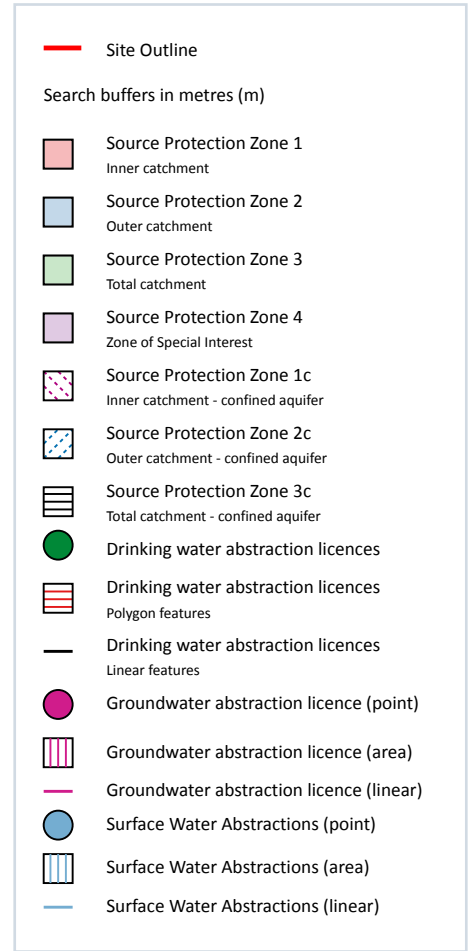 Site Outline
Search buffers in metres (m)
Source Protection Zone 1
Inner catchment
Source Protection Zone 2
Outer catchment
Source Protection Zone 3
Total catchment
Source Protection Zone 4
Zone of Special Interest
Source Protection Zone 1c
Inner catchment - confined aquifer
Source Protection Zone 2c
Outer catchment - confined aquifer
Source Protection Zone 3c
Total catchment - confined aquifer
Drinking water abstraction licences
Drinking water abstraction licences
Polygon features
Drinking water abstraction licences
Linear features
Groundwater abstraction licence (point)
Groundwater abstraction licence (area)
Groundwater abstraction licence (linear)
Surface Water Abstractions (point)
Surface Water Abstractions (area)
Surface Water Abstractions (linear)